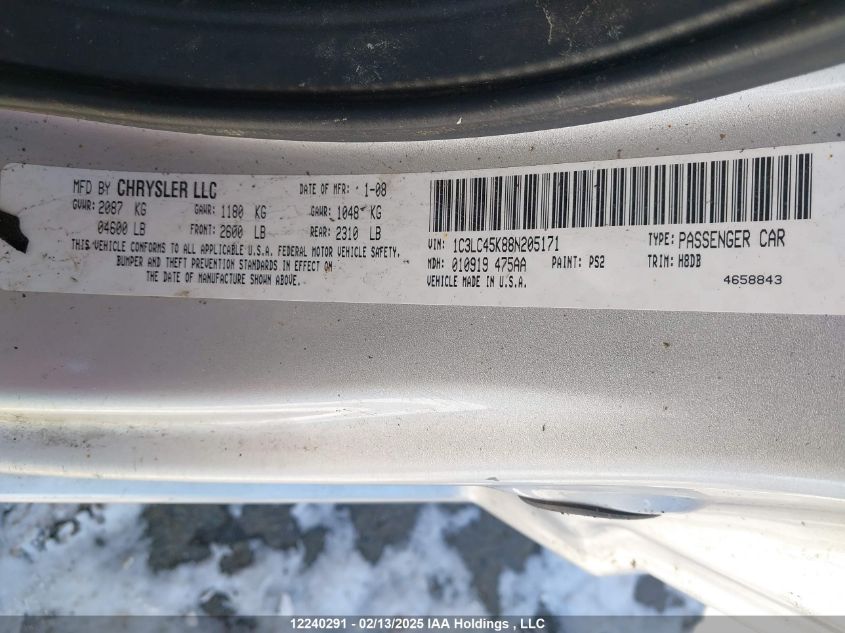 MFD BY CHRYSLER LLC DATE OF MFR: 1-08
GVWR: 2087 KG GAWR: 1180 KG GAWR: 1048 KG
04600 LB FRONT: 2600 LB REAR: 2310 LB
THIS VEHICLE CONFORMS TO ALL APPLICABLE U.S.A. FEDERAL MOTOR VEHICLE SAFETY,
BUMPER AND THEFT PREVENTION STANDARDS IN EFFECT ON
THE DATE OF MANUFACTURE SHOWN ABOVE.
VIN: 1C3LC45K88N205171 TYPE: PASSENGER CAR
MDH: 010919 475AA PAINT: PS2 TRIM: H8DB
VEHICLE MADE IN U.S.A. 4658843
12240291 - 02/13/2025 IAA Holdings , LLC